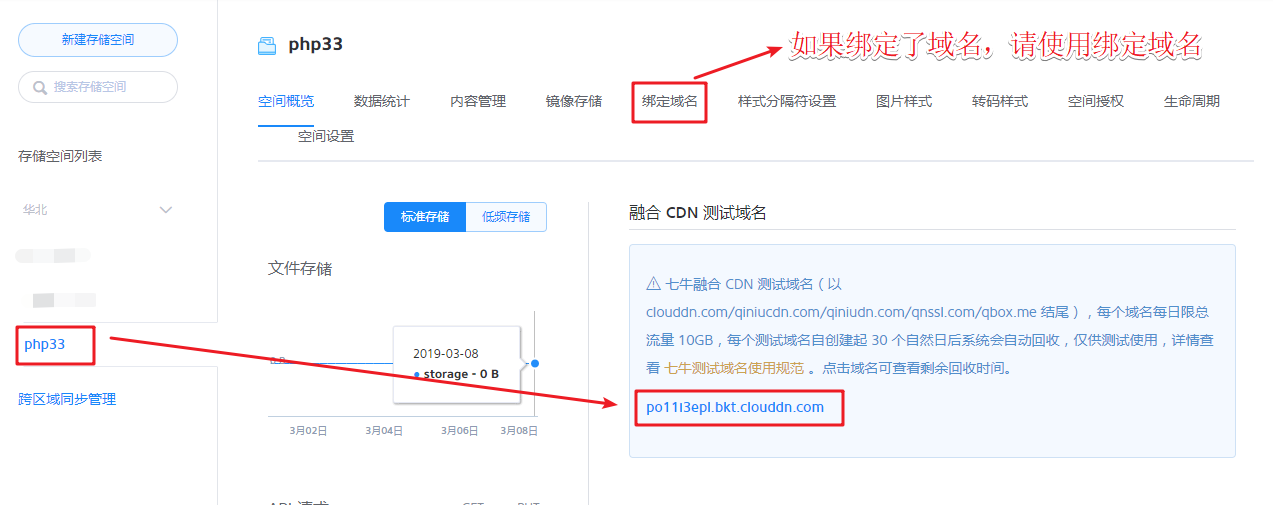 新建存储空间
搜索存储空间
存储空间列表
华北
php33
跨区域同步管理
php33
如果绑定了域名，请使用绑定域名
空间概览 数据统计 内容管理 镜像存储 绑定域名 样式分隔符设置 图片样式 转码样式 空间授权 生命周期
空间设置
标准存储 低频存储
文件存储
0 B
2019-03-08
storage - 0 B
3月02日 3月04日 3月06日 3月08日
融合 CDN 测试域名
七牛融合 CDN 测试域名（以
clouddn.com/qiniucdn.com/qiniudn.com/qnssl.com/qbox.me 结尾），每个域名每日限总
流量 10GB，每个测试域名自创建起 30 个自然日后系统会自动回收，仅供测试使用，详情查
看 七牛测试域名使用规范 。点击域名可查看剩余回收时间。
po11i3epl.bkt.clouddn.com